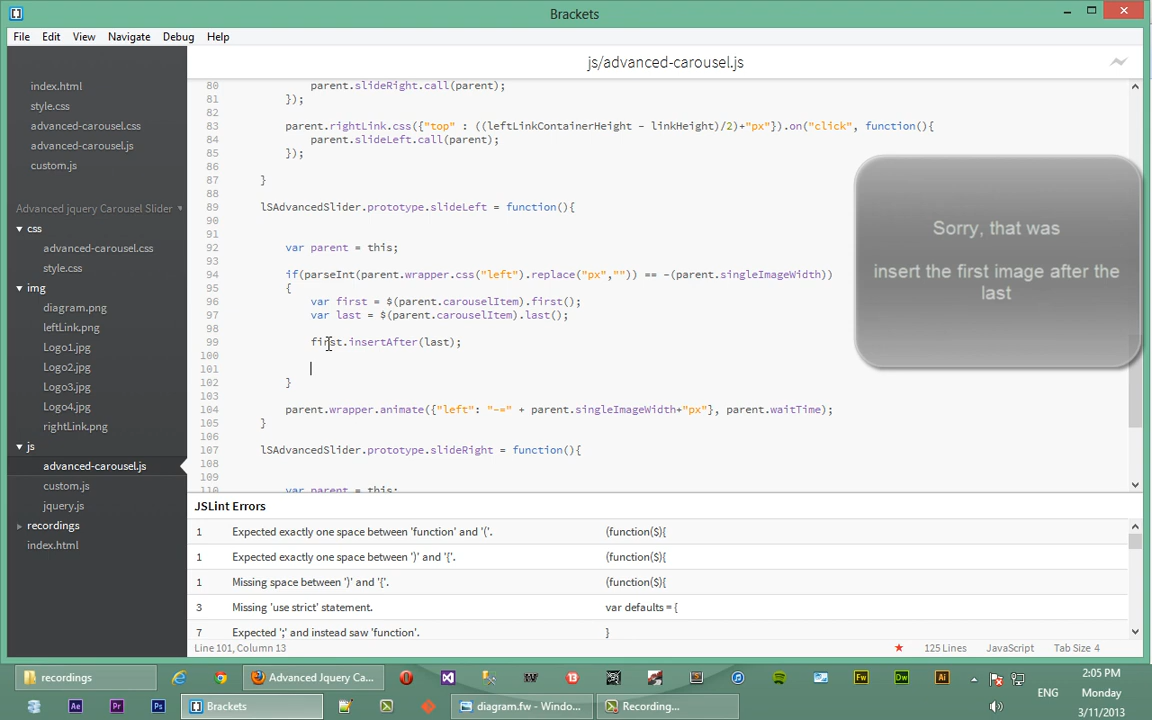 Brackets
File Edit View Navigate Debug Help
js/advanced-carousel.js
index.html
style.css
advanced-carousel.css
advanced-carousel.js
custom.js
Advanced jquery Carousel Slider
css
advanced-carousel.css
style.css
img
diagram.png
leftLink.png
Logo1.jpg
Logo2.jpg
Logo3.jpg
Logo4.jpg
rightLink.png
js
advanced-carousel.js
custom.js
jquery.js
recordings
index.html
80 parent.slideRight.call(parent);
81 });
82
83 parent.rightLink.css({"top" : ((leftLinkContainerHeight - linkHeight)/2)+"px"}).on("click", function(){
84 parent.slideLeft.call(parent);
85 });
86
87 }
88
89 lSAdvancedSlider.prototype.slideLeft = function(){
90
91
92 var parent = this;
93
94 if(parseInt(parent.wrapper.css("left").replace("px","")) == -(parent.singleImageWidth))
95 {
96 var first = $(parent.carouselItem).first();
97 var last = $(parent.carouselItem).last();
98
99 first.insertAfter(last);
100
101
102 }
103
104 parent.wrapper.animate({"left": "-=" + parent.singleImageWidth+"px"}, parent.waitTime);
105 }
106
107 lSAdvancedSlider.prototype.slideRight = function(){
108
109
110 var parent = this;
Sorry, that was
insert the first image after the
last
JSLint Errors
1 Expected exactly one space between 'function' and '('. (function($){
1 Expected exactly one space between ')' and '{'. (function($){
1 Missing space between ')' and '{'. (function($){
3 Missing 'use strict' statement. var defaults = {
7 Expected ';' and instead saw 'function'. }
Line 101, Column 13
125 Lines JavaScript Tab Size 4
recordings
Advanced Jquery Ca...
13
Fw
Dw
Ai
2:05 PM
Ae
Pr
Ps
Brackets
diagram.fw - Windo...
Recording...
ENG
Monday
3/11/2013